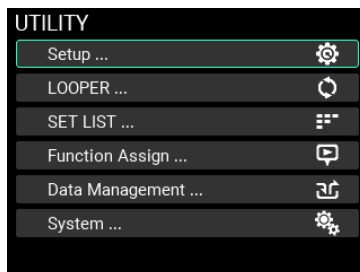 UTILITY
Setup ...
LOOPER ...
SET LIST ...
Function Assign ...
Data Management ...
System ...